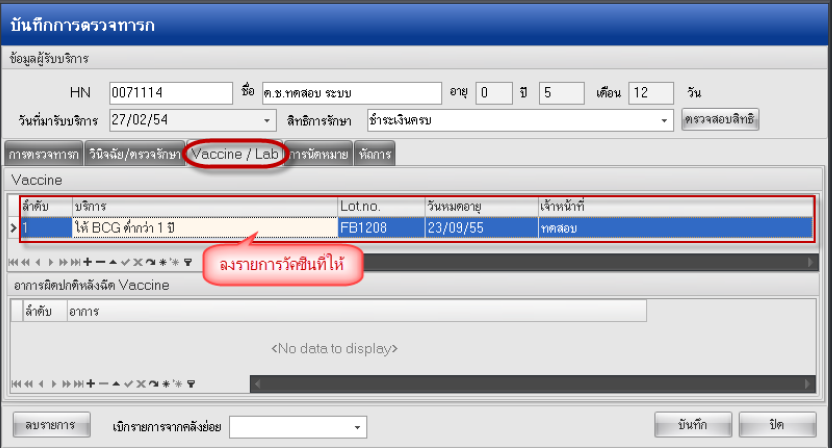 บันทึกการตรวจทารก
ข้อมูลผู้รับบริการ
HN 0071114 ชื่อ ด.ช.ทดสอบ ระบบ อายุ 0 ปี 5 เดือน 12 วัน
วันที่มารับบริการ 27/02/54 สิทธิการรักษา ชำระเงินครบ ตรวจสอบสิทธิ
การตรวจทารก วินิจฉัย/ตรวจรักษา Vaccine / Lab การนัดหมาย หัตการ
Vaccine
ลำดับ บริการ Lot.no. วันหมดอายุ เจ้าหน้าที่
1 ให้ BCG ต่ำกว่า 1 ปี FB1208 23/09/55 ทดสอบ
ลงรายการวัคซีนที่ให้
อาการผิดปกติหลังฉีด Vaccine
ลำดับ อาการ
<No data to display>
ลบรายการ เบิกรายการจากคลังย่อย บันทึก ปิด